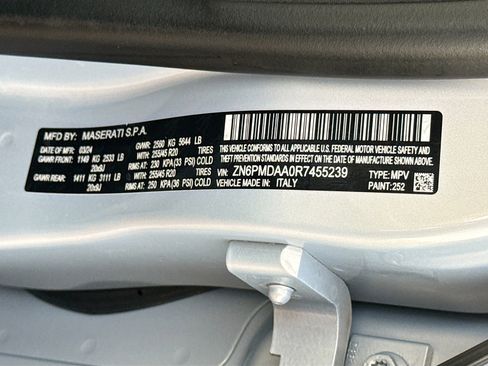 MFD BY: MASERATI S.P.A.
DATE OF MFD: 03/24 GVWR: 2560 KG 5644 LB
GAWR FRONT: 1149 KG 2533 LB WITH: 255/45 R20 TIRES
20x9J RIMS AT: 230 KPA(33 PSI) COLD
GAWR REAR: 1411 KG 3111 LB WITH: 255/45 R20 TIRES
20x9J RIMS AT: 250 KPA(36 PSI) COLD
THIS VEHICLE CONFORMS TO ALL APPLICABLE
U.S. FEDERAL MOTOR VEHICLE SAFETY, BUMPER, AND
THEFT PREVENTION STANDARDS IN EFFECT ON THE
DATE OF MANUFACTURE SHOWN ABOVE.
VIN: ZN6PMDAA0R7455239 TYPE: MPV
MADE IN: ITALY PAINT: 252